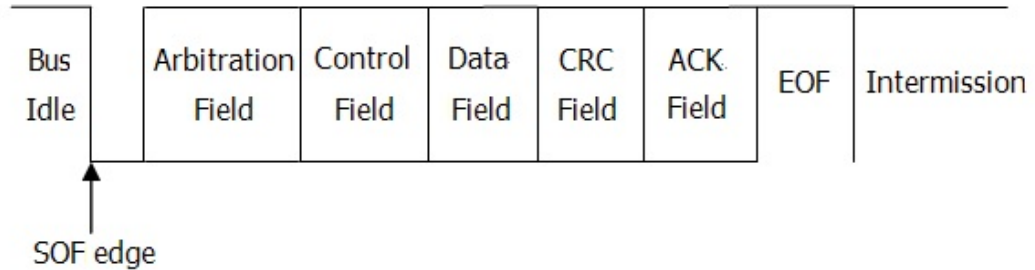 Bus
Idle
Arbitration
Field
Control
Field
Data
Field
CRC
Field
ACK
Field
EOF
Intermission
SOF edge